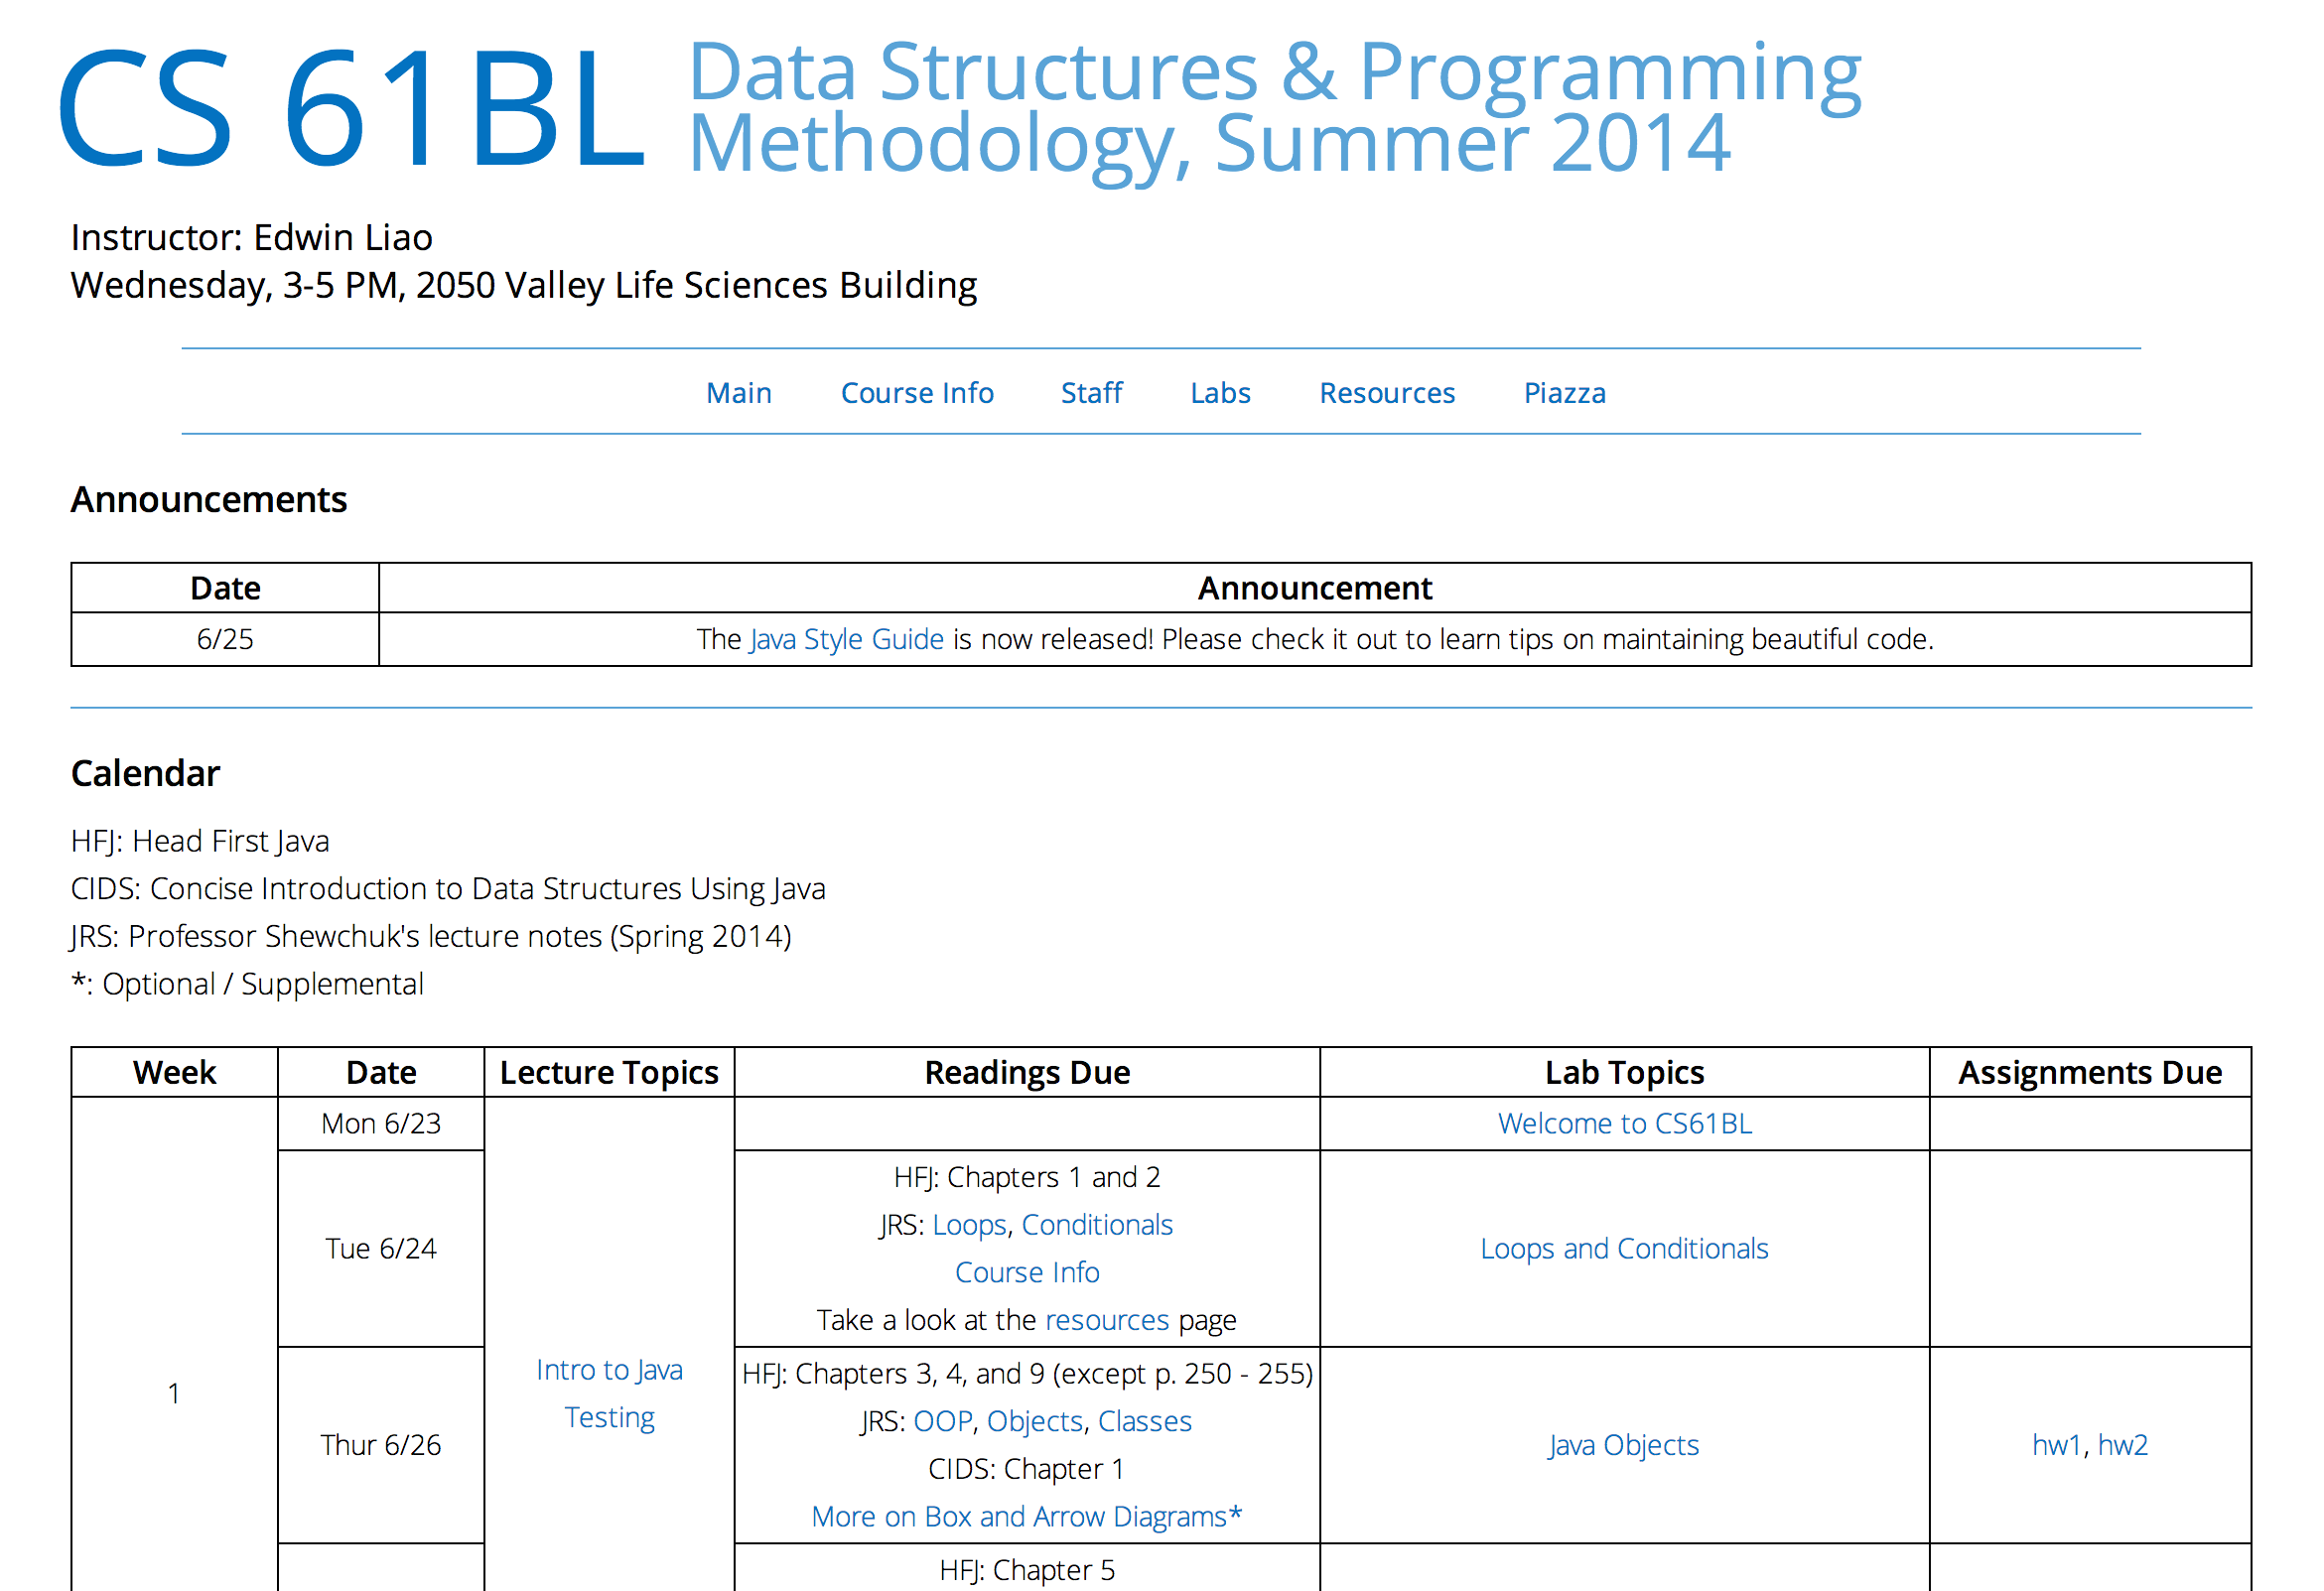 CS 61BL
Data Structures & Programming
Methodology, Summer 2014
Instructor: Edwin Liao
Wednesday, 3-5 PM, 2050 Valley Life Sciences Building
Main Course Info Staff Labs Resources Piazza
Announcements
Date Announcement
6/25 The Java Style Guide is now released! Please check it out to learn tips on maintaining beautiful code.
Calendar
HFJ: Head First Java
CIDS: Concise Introduction to Data Structures Using Java
JRS: Professor Shewchuk's lecture notes (Spring 2014)
*: Optional / Supplemental
Week Date Lecture Topics Readings Due Lab Topics Assignments Due
1
Intro to Java
Testing
Mon 6/23 Welcome to CS61BL
Tue 6/24
HFJ: Chapters 1 and 2
JRS: Loops, Conditionals
Course Info
Take a look at the resources page
Loops and Conditionals
Thur 6/26
HFJ: Chapters 3, 4, and 9 (except p. 250 - 255)
JRS: OOP, Objects, Classes
CIDS: Chapter 1
More on Box and Arrow Diagrams*
Java Objects
hw1, hw2
HFJ: Chapter 5